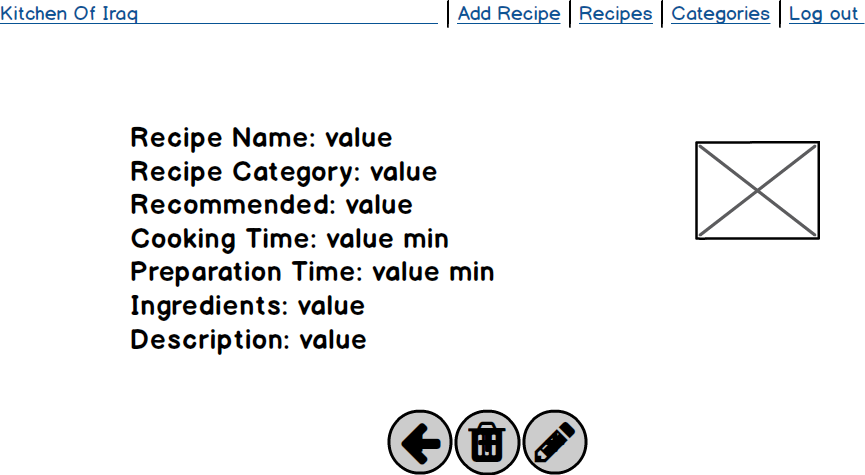 Kitchen Of Iraq | Add Recipe | Recipes | Categories | Log out
Recipe Name: value
Recipe Category: value
Recommended: value
Cooking Time: value min
Preparation Time: value min
Ingredients: value
Description: value